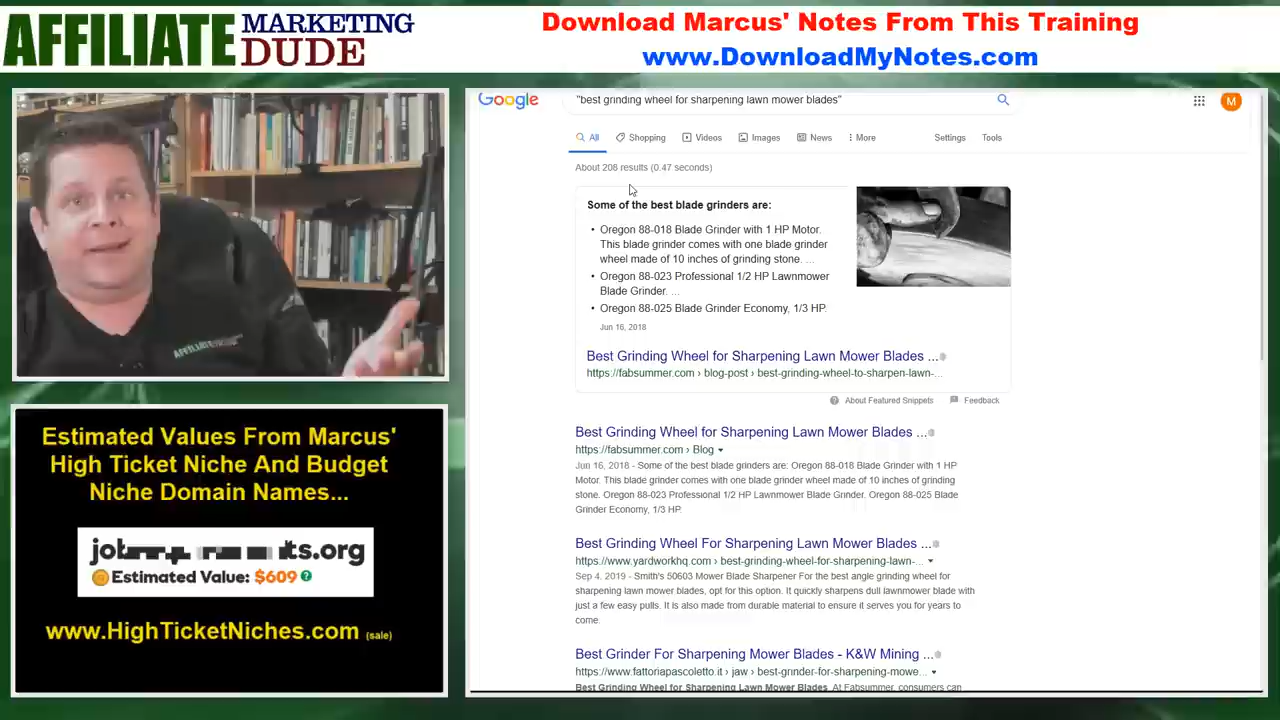 AFFILIATE MARKETING DUDE
Download Marcus' Notes From This Training
www.DownloadMyNotes.com
Google
"best grinding wheel for sharpening lawn mower blades"
M
All
Shopping
Videos
Images
News
More
Settings
Tools
About 208 results (0.47 seconds)
Some of the best blade grinders are:
• Oregon 88-018 Blade Grinder with 1 HP Motor.
This blade grinder comes with one blade grinder
wheel made of 10 inches of grinding stone. ...
• Oregon 88-023 Professional 1/2 HP Lawnmower
Blade Grinder. ...
• Oregon 88-025 Blade Grinder Economy, 1/3 HP.
Jun 16, 2018
Best Grinding Wheel for Sharpening Lawn Mower Blades ...
https://fabsummer.com › blog-post › best-grinding-wheel-to-sharpen-lawn-...
About Featured Snippets
Feedback
Best Grinding Wheel for Sharpening Lawn Mower Blades ...
https://fabsummer.com › Blog
Jun 16, 2018 - Some of the best blade grinders are: Oregon 88-018 Blade Grinder with 1 HP
Motor. This blade grinder comes with one blade grinder wheel made of 10 inches of grinding
stone. Oregon 88-023 Professional 1/2 HP Lawnmower Blade Grinder. Oregon 88-025 Blade
Grinder Economy, 1/3 HP.
Best Grinding Wheel For Sharpening Lawn Mower Blades ...
https://www.yardworkhq.com › best-grinding-wheel-for-sharpening-lawn-...
Sep 4, 2019 - Smith's 50603 Mower Blade Sharpener For the best angle grinding wheel for
sharpening lawn mower blades, opt for this option. It quickly sharpens dull lawnmower blade with
just a few easy pulls. It is also made from durable material to ensure it serves you for years to
come.
Best Grinder For Sharpening Mower Blades - K&W Mining ...
https://www.fattoriapascoletto.it › jaw › best-grinder-for-sharpening-mowe...
Best Grinding Wheel for Sharpening Lawn Mower Blades. At Fabsummer, consumers can
Estimated Values From Marcus'
High Ticket Niche And Budget
Niche Domain Names...
Estimated Value: $609
www.HighTicketNiches.com (sale)